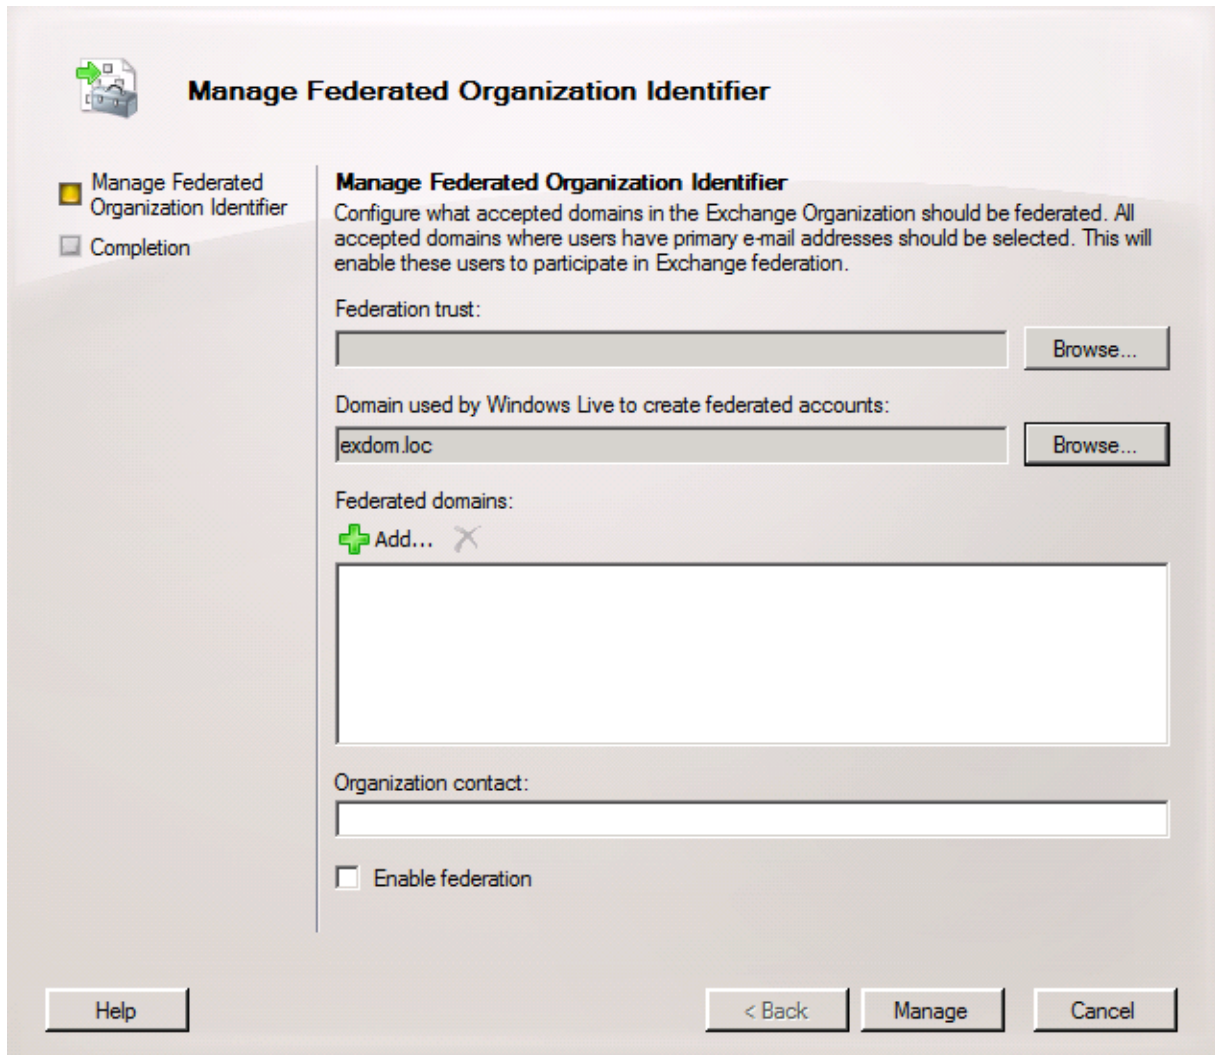 Manage Federated Organization Identifier
Manage Federated
Organization Identifier
Completion
Manage Federated Organization Identifier
Configure what accepted domains in the Exchange Organization should be federated. All
accepted domains where users have primary e-mail addresses should be selected. This will
enable these users to participate in Exchange federation.
Federation trust:
Browse...
Domain used by Windows Live to create federated accounts:
exdom.loc
Browse...
Federated domains:
Add...
Organization contact:
Enable federation
Help
< Back
Manage
Cancel